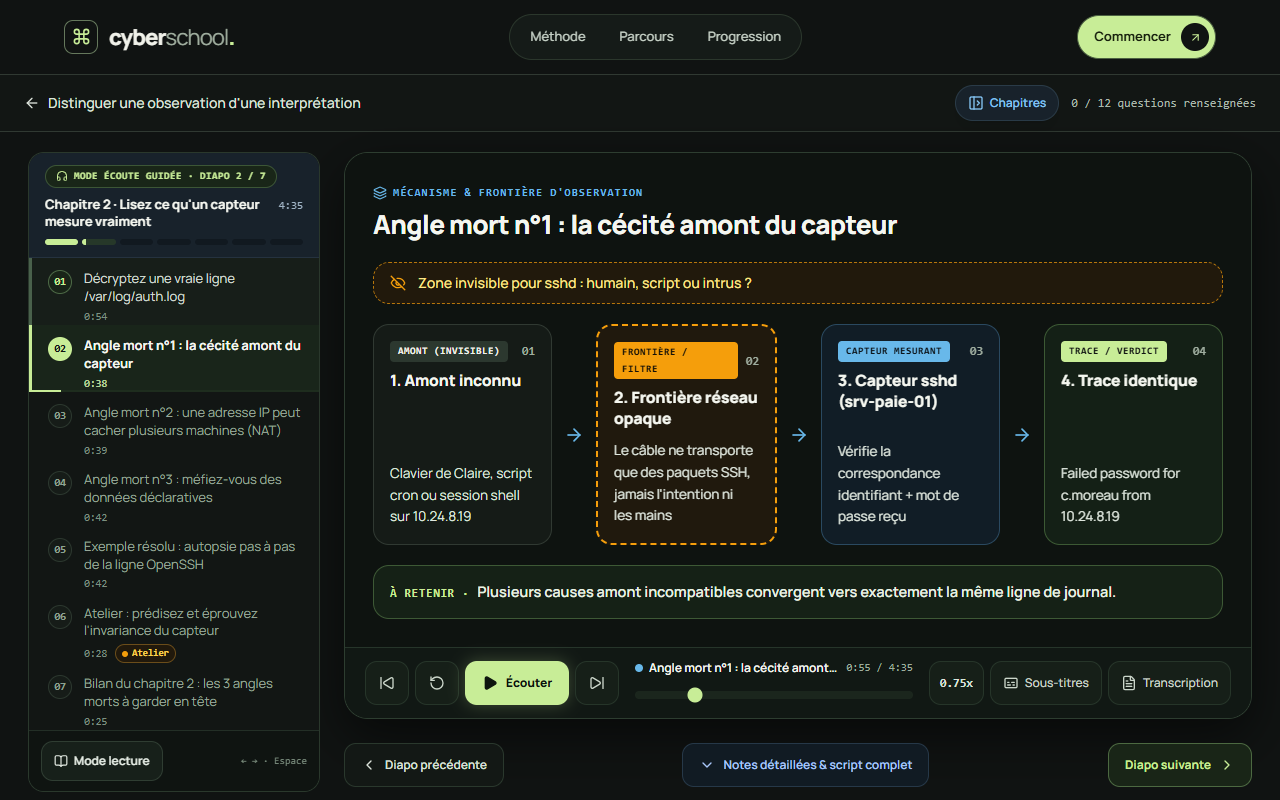 ⌘ cyberschool.
Méthode
Parcours
Progression
Commencer
← Distinguer une observation d'une interprétation
Chapitres
0 / 12 questions renseignées
MODE ÉCOUTE GUIDÉE · DIAPO 2 / 7
Chapitre 2 · Lisez ce qu'un capteur
mesure vraiment
4:35
01
Décryptez une vraie ligne
/var/log/auth.log
0:54
02
Angle mort n°1 : la cécité amont du
capteur
0:38
03
Angle mort n°2 : une adresse IP peut
cacher plusieurs machines (NAT)
0:39
04
Angle mort n°3 : méfiez-vous des
données déclaratives
0:42
05
Exemple résolu : autopsie pas à pas
de la ligne OpenSSH
0:42
06
Atelier : prédisez et éprouvez
l'invariance du capteur
0:28
Atelier
07
Bilan du chapitre 2 : les 3 angles
morts à garder en tête
0:25
Mode lecture
← → · Espace
MÉCANISME & FRONTIÈRE D'OBSERVATION
Angle mort n°1 : la cécité amont du capteur
Zone invisible pour sshd : humain, script ou intrus ?
AMONT (INVISIBLE)
01
1. Amont inconnu
Clavier de Claire, script
cron ou session shell
sur 10.24.8.19
→
FRONTIÈRE /
FILTRE
02
2. Frontière réseau
opaque
Le câble ne transporte
que des paquets SSH,
jamais l'intention ni
les mains
→
CAPTEUR MESURANT
03
3. Capteur sshd
(srv-paie-01)
Vérifie la
correspondance
identifiant + mot de
passe reçu
→
TRACE / VERDICT
04
4. Trace identique
Failed password for
c.moreau from
10.24.8.19
À RETENIR · Plusieurs causes amont incompatibles convergent vers exactement la même ligne de journal.
Écouter
Angle mort n°1 : la cécité amont…
0:55 / 4:35
0.75x
Sous-titres
Transcription
Diapo précédente
Notes détaillées & script complet
Diapo suivante